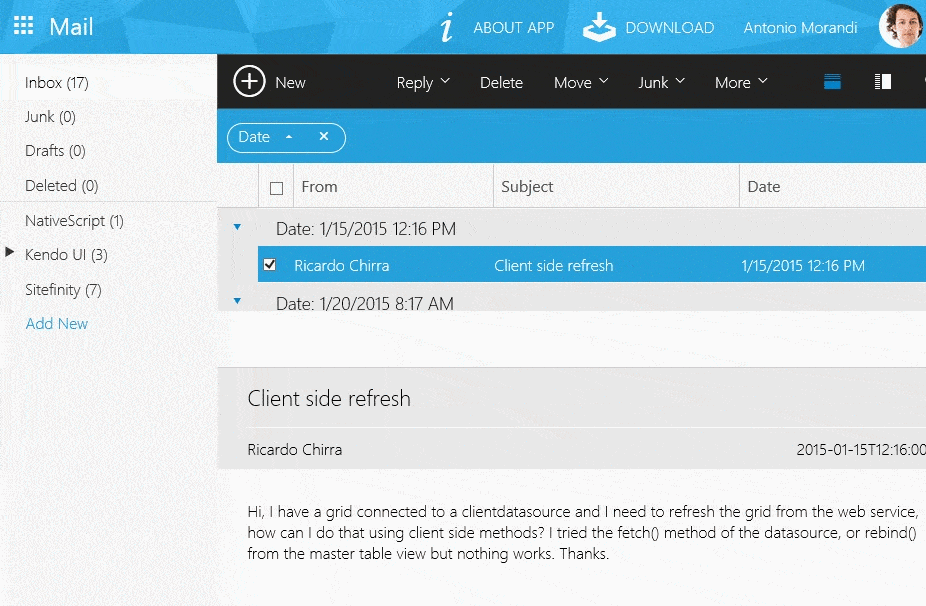 Mail
ABOUT APP
DOWNLOAD
Antonio Morandi
Inbox (17)
Junk (0)
Drafts (0)
Deleted (0)
NativeScript (1)
Kendo UI (3)
Sitefinity (7)
Add New
New
Reply
Delete
Move
Junk
More
Date
From
Subject
Date
Date: 1/15/2015 12:16 PM
Ricardo Chirra
Client side refresh
1/15/2015 12:16 PM
Date: 1/20/2015 8:17 AM
Client side refresh
Ricardo Chirra
2015-01-15T12:16:00
Hi, I have a grid connected to a clientdatasource and I need to refresh the grid from the web service,
how can I do that using client side methods? I tried the fetch() method of the datasource, or rebind()
from the master table view but nothing works. Thanks.